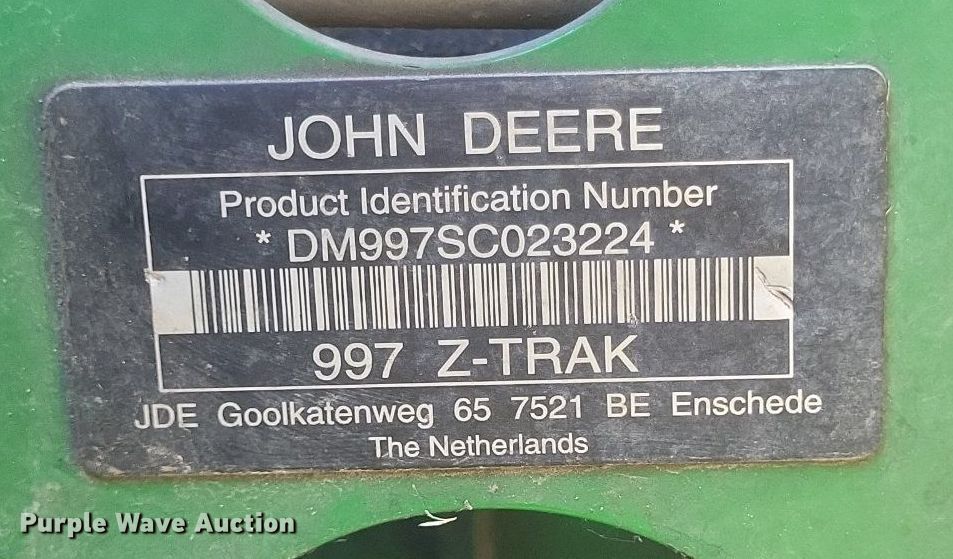 JOHN DEERE
Product Identification Number
* DM997SC023224 *
997 Z-TRAK
JDE Goolkatenweg 65 7521 BE Enschede
The Netherlands
Purple Wave Auction